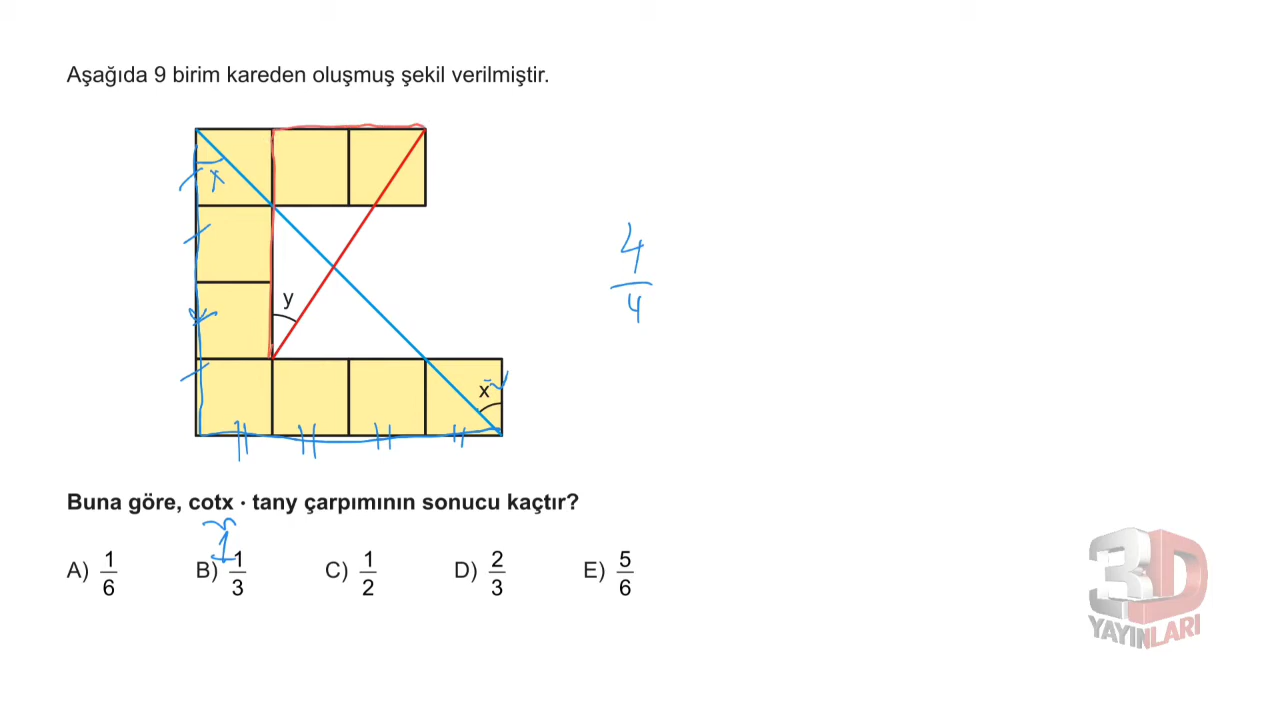 Aşağıda 9 birim kareden oluşmuş şekil verilmiştir.
x
4
4
y
x
Buna göre, cotx · tany çarpımının sonucu kaçtır?
1
A) 1/6 B) 1/3 C) 1/2 D) 2/3 E) 5/6
3D
YAYINLARI